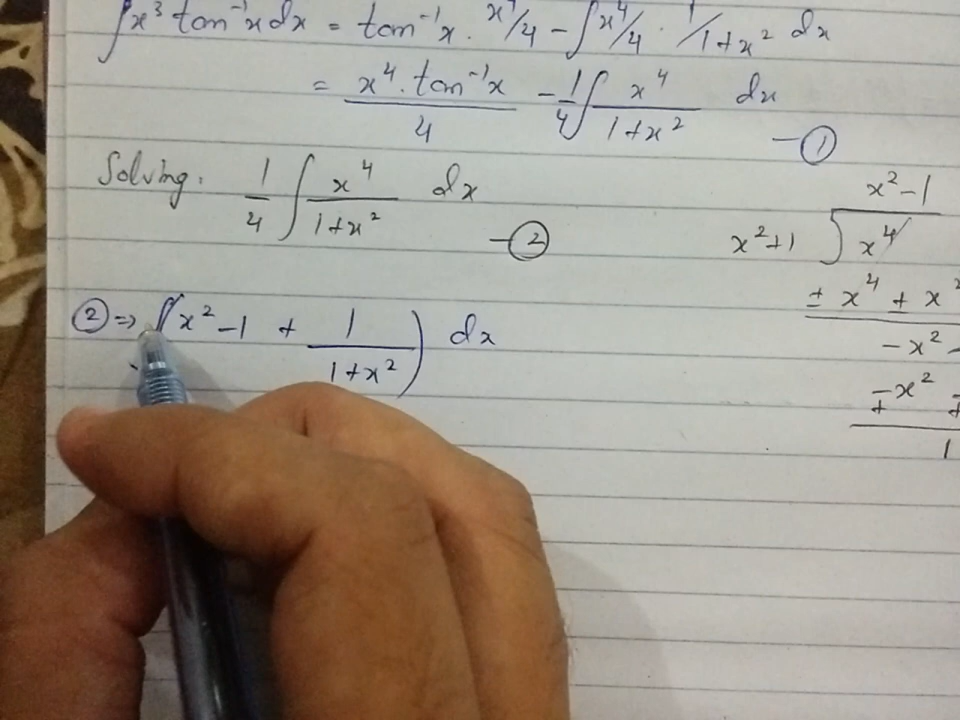 ∫x³ tan⁻¹x dx = tan⁻¹x . x⁴/4 − ∫x⁴/4 . 1/1+x² dx
= x⁴. tan⁻¹x / 4 − 1/4 ∫ x⁴ / 1+x² dx −①
Solving: 1/4 ∫ x⁴ / 1+x² dx −②
x²−1
x²+1 ) x⁴
± x⁴ ± x²
−x²
∓x² ∓
1
②⇒ ∫(x²−1 + 1 / 1+x²) dx